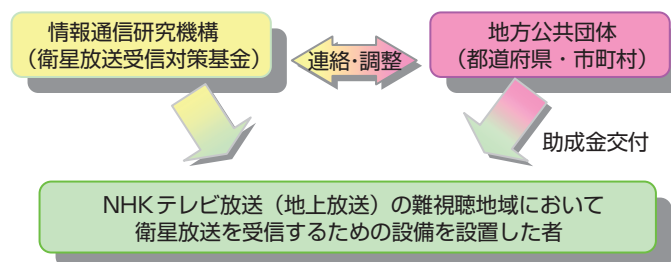 情報通信研究機構
（衛星放送受信対策基金）
連絡・調整
地方公共団体
（都道府県・市町村）
助成金交付
NHKテレビ放送（地上放送）の難視聴地域において
衛星放送を受信するための設備を設置した者